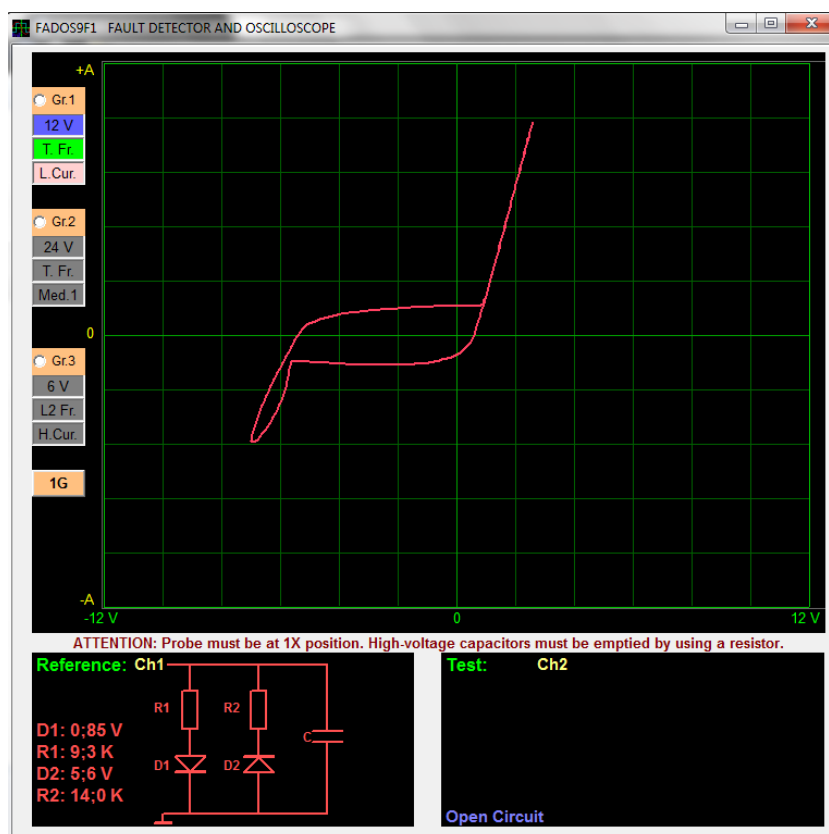 FADOS9F1 FAULT DETECTOR AND OSCILLOSCOPE
+A
Gr.1
12 V
T. Fr.
L.Cur.
Gr.2
24 V
T. Fr.
Med.1
0
Gr.3
6 V
L2 Fr.
H.Cur.
1G
-A
-12 V 0 12 V
ATTENTION: Probe must be at 1X position. High-voltage capacitors must be emptied by using a resistor.
Reference: Ch1
R1 R2
C
D1: 0;85 V
R1: 9;3 K
D2: 5;6 V
R2: 14;0 K
D1 D2
Test: Ch2
Open Circuit